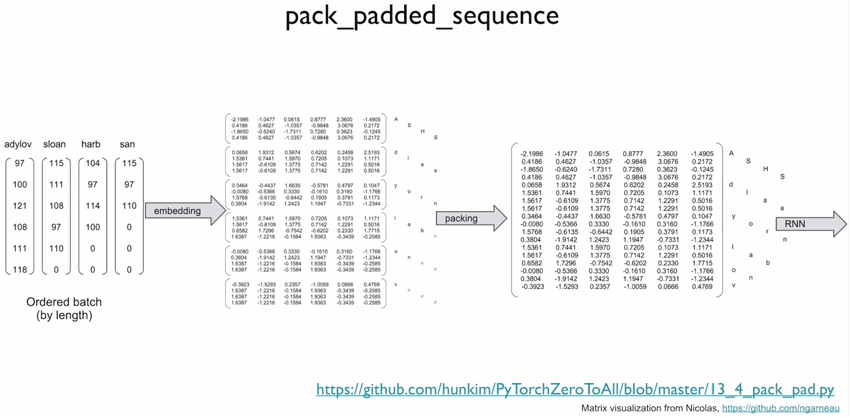 pack_padded_sequence
adylov sloan harb san
97 115 104 115
100 111 97 97
121 108 114 110
108 97 100 0
111 110 0 0
118 0 0 0
Ordered batch
(by length)
embedding
-2.1986 -1.0477 0.0615 0.8777 2.3600 -1.4905 A
0.4186 0.4627 -1.0357 -0.9848 3.0676 0.2172 S
-1.8650 -0.6240 -1.7311 0.7280 0.3623 -0.1245 H
0.4186 0.4627 -1.0357 -0.9848 3.0676 0.2172 S
0.0658 1.9312 0.5674 0.6202 0.2458 2.5193 d
1.5361 0.7441 1.5970 0.7205 0.1073 1.1171 l
1.5617 -0.6109 1.3775 0.7142 1.2291 0.5016 a
1.5617 -0.6109 1.3775 0.7142 1.2291 0.5016 a
0.3464 -0.4437 1.6630 -0.5781 0.4797 0.1047 y
-0.0080 -0.5366 0.3330 -0.1610 0.3160 -1.1766 o
1.5768 -0.6135 -0.6442 0.1905 0.3791 0.1173 r
0.3804 -1.9142 1.2423 1.1947 -0.7331 -1.2344 n
1.5361 0.7441 1.5970 0.7205 0.1073 1.1171 l
1.5617 -0.6109 1.3775 0.7142 1.2291 0.5016 a
0.6582 1.7296 -0.7542 -0.6202 0.2330 1.7715 b
1.6387 -1.2216 -0.1584 1.9363 -0.3439 -0.2585
-0.0080 -0.5366 0.3330 -0.1610 0.3160 -1.1766 o
0.3804 -1.9142 1.2423 1.1947 -0.7331 -1.2344 n
1.6387 -1.2216 -0.1584 1.9363 -0.3439 -0.2585
1.6387 -1.2216 -0.1584 1.9363 -0.3439 -0.2585
-0.3923 -1.5293 0.2357 -1.0059 0.0666 0.4769 v
1.6387 -1.2216 -0.1584 1.9363 -0.3439 -0.2585
1.6387 -1.2216 -0.1584 1.9363 -0.3439 -0.2585
1.6387 -1.2216 -0.1584 1.9363 -0.3439 -0.2585
packing
-2.1986 -1.0477 0.0615 0.8777 2.3600 -1.4905 A
0.4186 0.4627 -1.0357 -0.9848 3.0676 0.2172 S
-1.8650 -0.6240 -1.7311 0.7280 0.3623 -0.1245 H
0.4186 0.4627 -1.0357 -0.9848 3.0676 0.2172 S
0.0658 1.9312 0.5674 0.6202 0.2458 2.5193 d
1.5361 0.7441 1.5970 0.7205 0.1073 1.1171 l
1.5617 -0.6109 1.3775 0.7142 1.2291 0.5016 a
1.5617 -0.6109 1.3775 0.7142 1.2291 0.5016 a
0.3464 -0.4437 1.6630 -0.5781 0.4797 0.1047 y
-0.0080 -0.5366 0.3330 -0.1610 0.3160 -1.1766 o
1.5768 -0.6135 -0.6442 0.1905 0.3791 0.1173 r
0.3804 -1.9142 1.2423 1.1947 -0.7331 -1.2344 n
1.5361 0.7441 1.5970 0.7205 0.1073 1.1171 l
1.5617 -0.6109 1.3775 0.7142 1.2291 0.5016 a
0.6582 1.7296 -0.7542 -0.6202 0.2330 1.7715 b
-0.0080 -0.5366 0.3330 -0.1610 0.3160 -1.1766 o
0.3804 -1.9142 1.2423 1.1947 -0.7331 -1.2344 n
-0.3923 -1.5293 0.2357 -1.0059 0.0666 0.4769 v
RNN
https://github.com/hunkim/PyTorchZeroToAll/blob/master/13_4_pack_pad.py
Matrix visualization from Nicolas, https://github.com/ngarneau